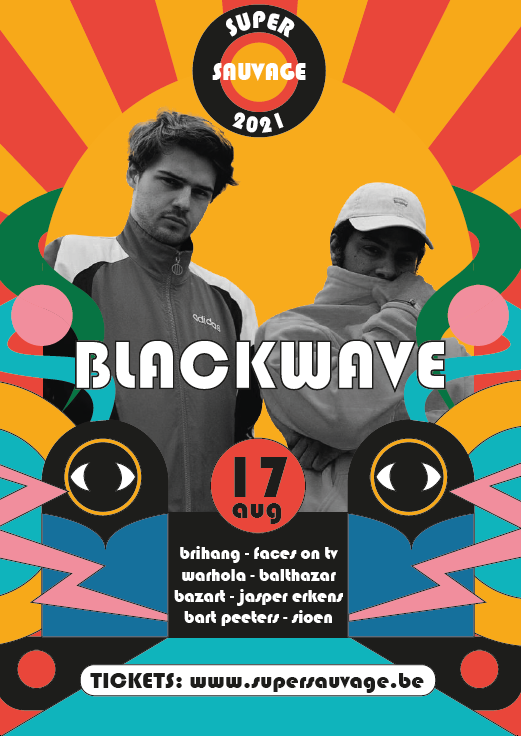 SUPER
SAUVAGE
2021
adidas
BLACKWAVE
17
aug
brihang - faces on tv
warhola - balthazar
bazart - jasper erkens
bart peeters - sioen
TICKETS: www.supersauvage.be